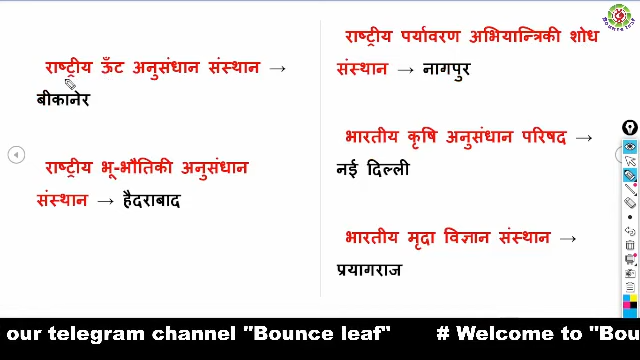 राष्ट्रीय ऊँट अनुसंधान संस्थान →
बीकानेर
राष्ट्रीय भू-भौतिकी अनुसंधान
संस्थान → हैदराबाद
राष्ट्रीय पर्यावरण अभियान्त्रिकी शोध
संस्थान → नागपुर
भारतीय कृषि अनुसंधान परिषद →
नई दिल्ली
भारतीय मृदा विज्ञान संस्थान →
प्रयागराज
our telegram channel "Bounce leaf" # Welcome to "Bou